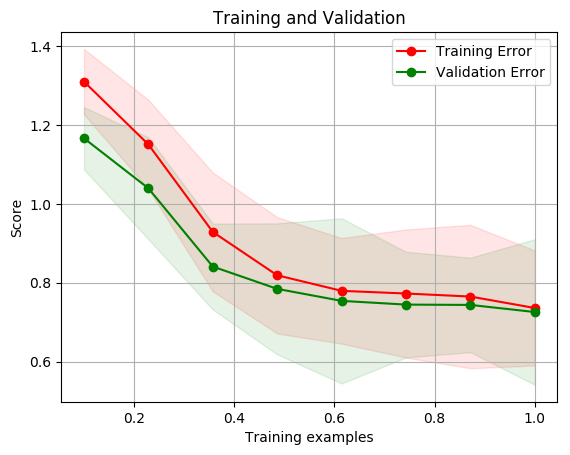 Training and Validation
Training Error
Validation Error
Score
1.4
1.2
1.0
0.8
0.6
0.2
0.4
0.6
0.8
1.0
Training examples